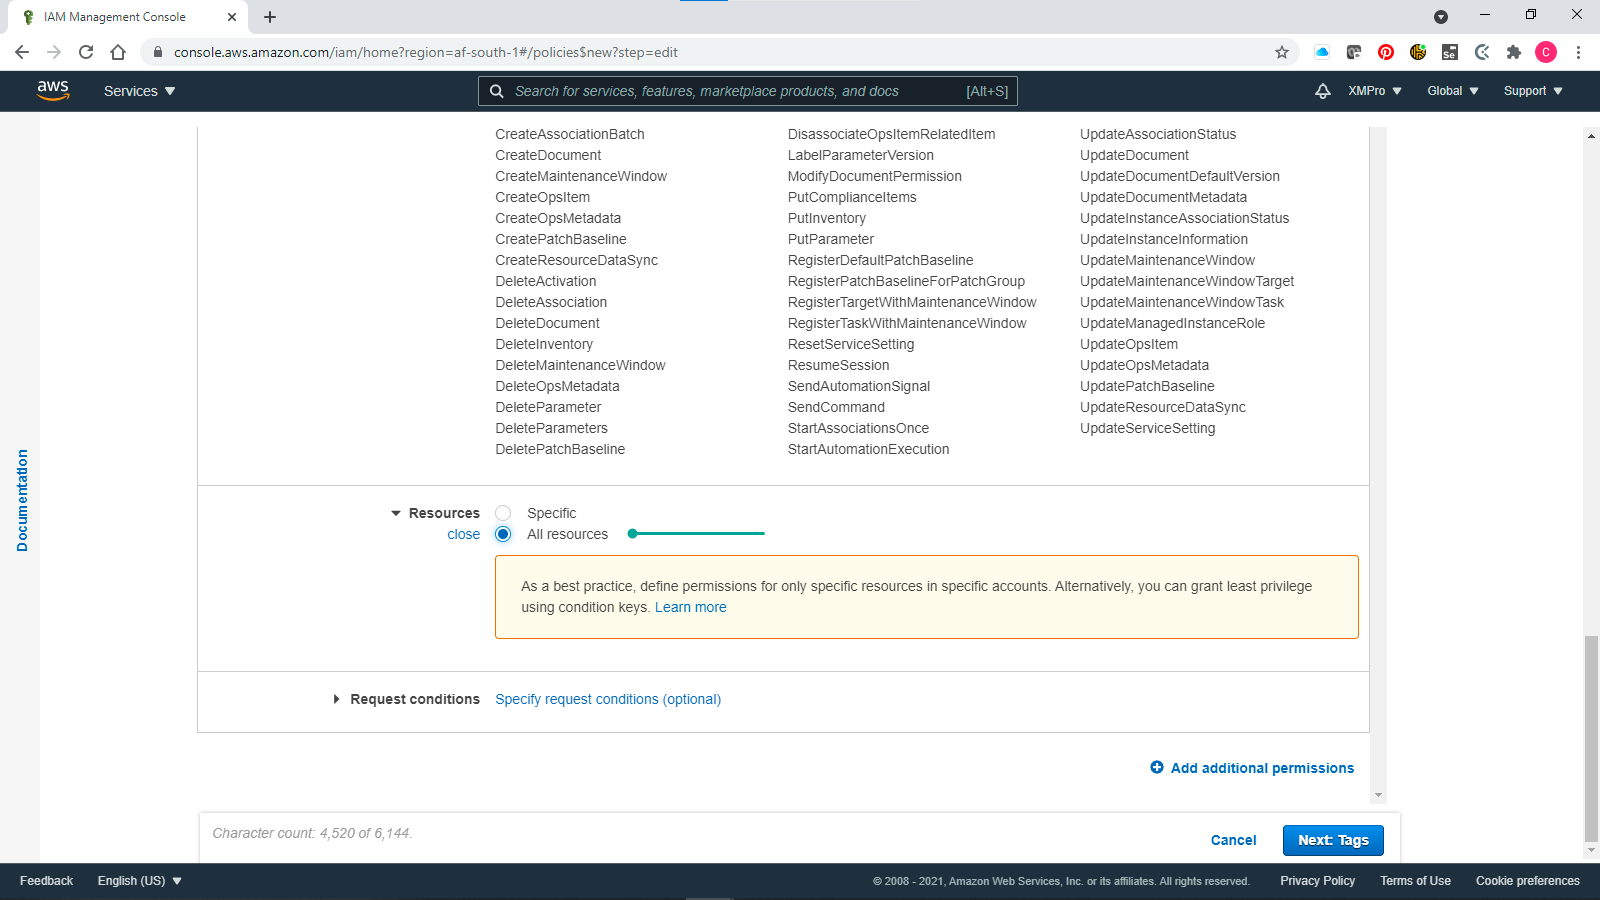 IAM Management Console
console.aws.amazon.com/iam/home?region=af-south-1#/policies$new?step=edit
Se
C
aws
Services
Search for services, features, marketplace products, and docs
[Alt+S]
XMPro
Global
Support
CreateAssociationBatch
CreateDocument
CreateMaintenanceWindow
CreateOpsItem
CreateOpsMetadata
CreatePatchBaseline
CreateResourceDataSync
DeleteActivation
DeleteAssociation
DeleteDocument
DeleteInventory
DeleteMaintenanceWindow
DeleteOpsMetadata
DeleteParameter
DeleteParameters
DeletePatchBaseline
DisassociateOpsItemRelatedItem
LabelParameterVersion
ModifyDocumentPermission
PutComplianceItems
PutInventory
PutParameter
RegisterDefaultPatchBaseline
RegisterPatchBaselineForPatchGroup
RegisterTargetWithMaintenanceWindow
RegisterTaskWithMaintenanceWindow
ResetServiceSetting
ResumeSession
SendAutomationSignal
SendCommand
StartAssociationsOnce
StartAutomationExecution
UpdateAssociationStatus
UpdateDocument
UpdateDocumentDefaultVersion
UpdateDocumentMetadata
UpdateInstanceAssociationStatus
UpdateInstanceInformation
UpdateMaintenanceWindow
UpdateMaintenanceWindowTarget
UpdateMaintenanceWindowTask
UpdateManagedInstanceRole
UpdateOpsItem
UpdateOpsMetadata
UpdatePatchBaseline
UpdateResourceDataSync
UpdateServiceSetting
Documentation
Resources
close
Specific
All resources
As a best practice, define permissions for only specific resources in specific accounts. Alternatively, you can grant least privilege
using condition keys. Learn more
Request conditions
Specify request conditions (optional)
Add additional permissions
Character count: 4,520 of 6,144.
Cancel
Next: Tags
Feedback
English (US)
© 2008 - 2021, Amazon Web Services, Inc. or its affiliates. All rights reserved.
Privacy Policy
Terms of Use
Cookie preferences